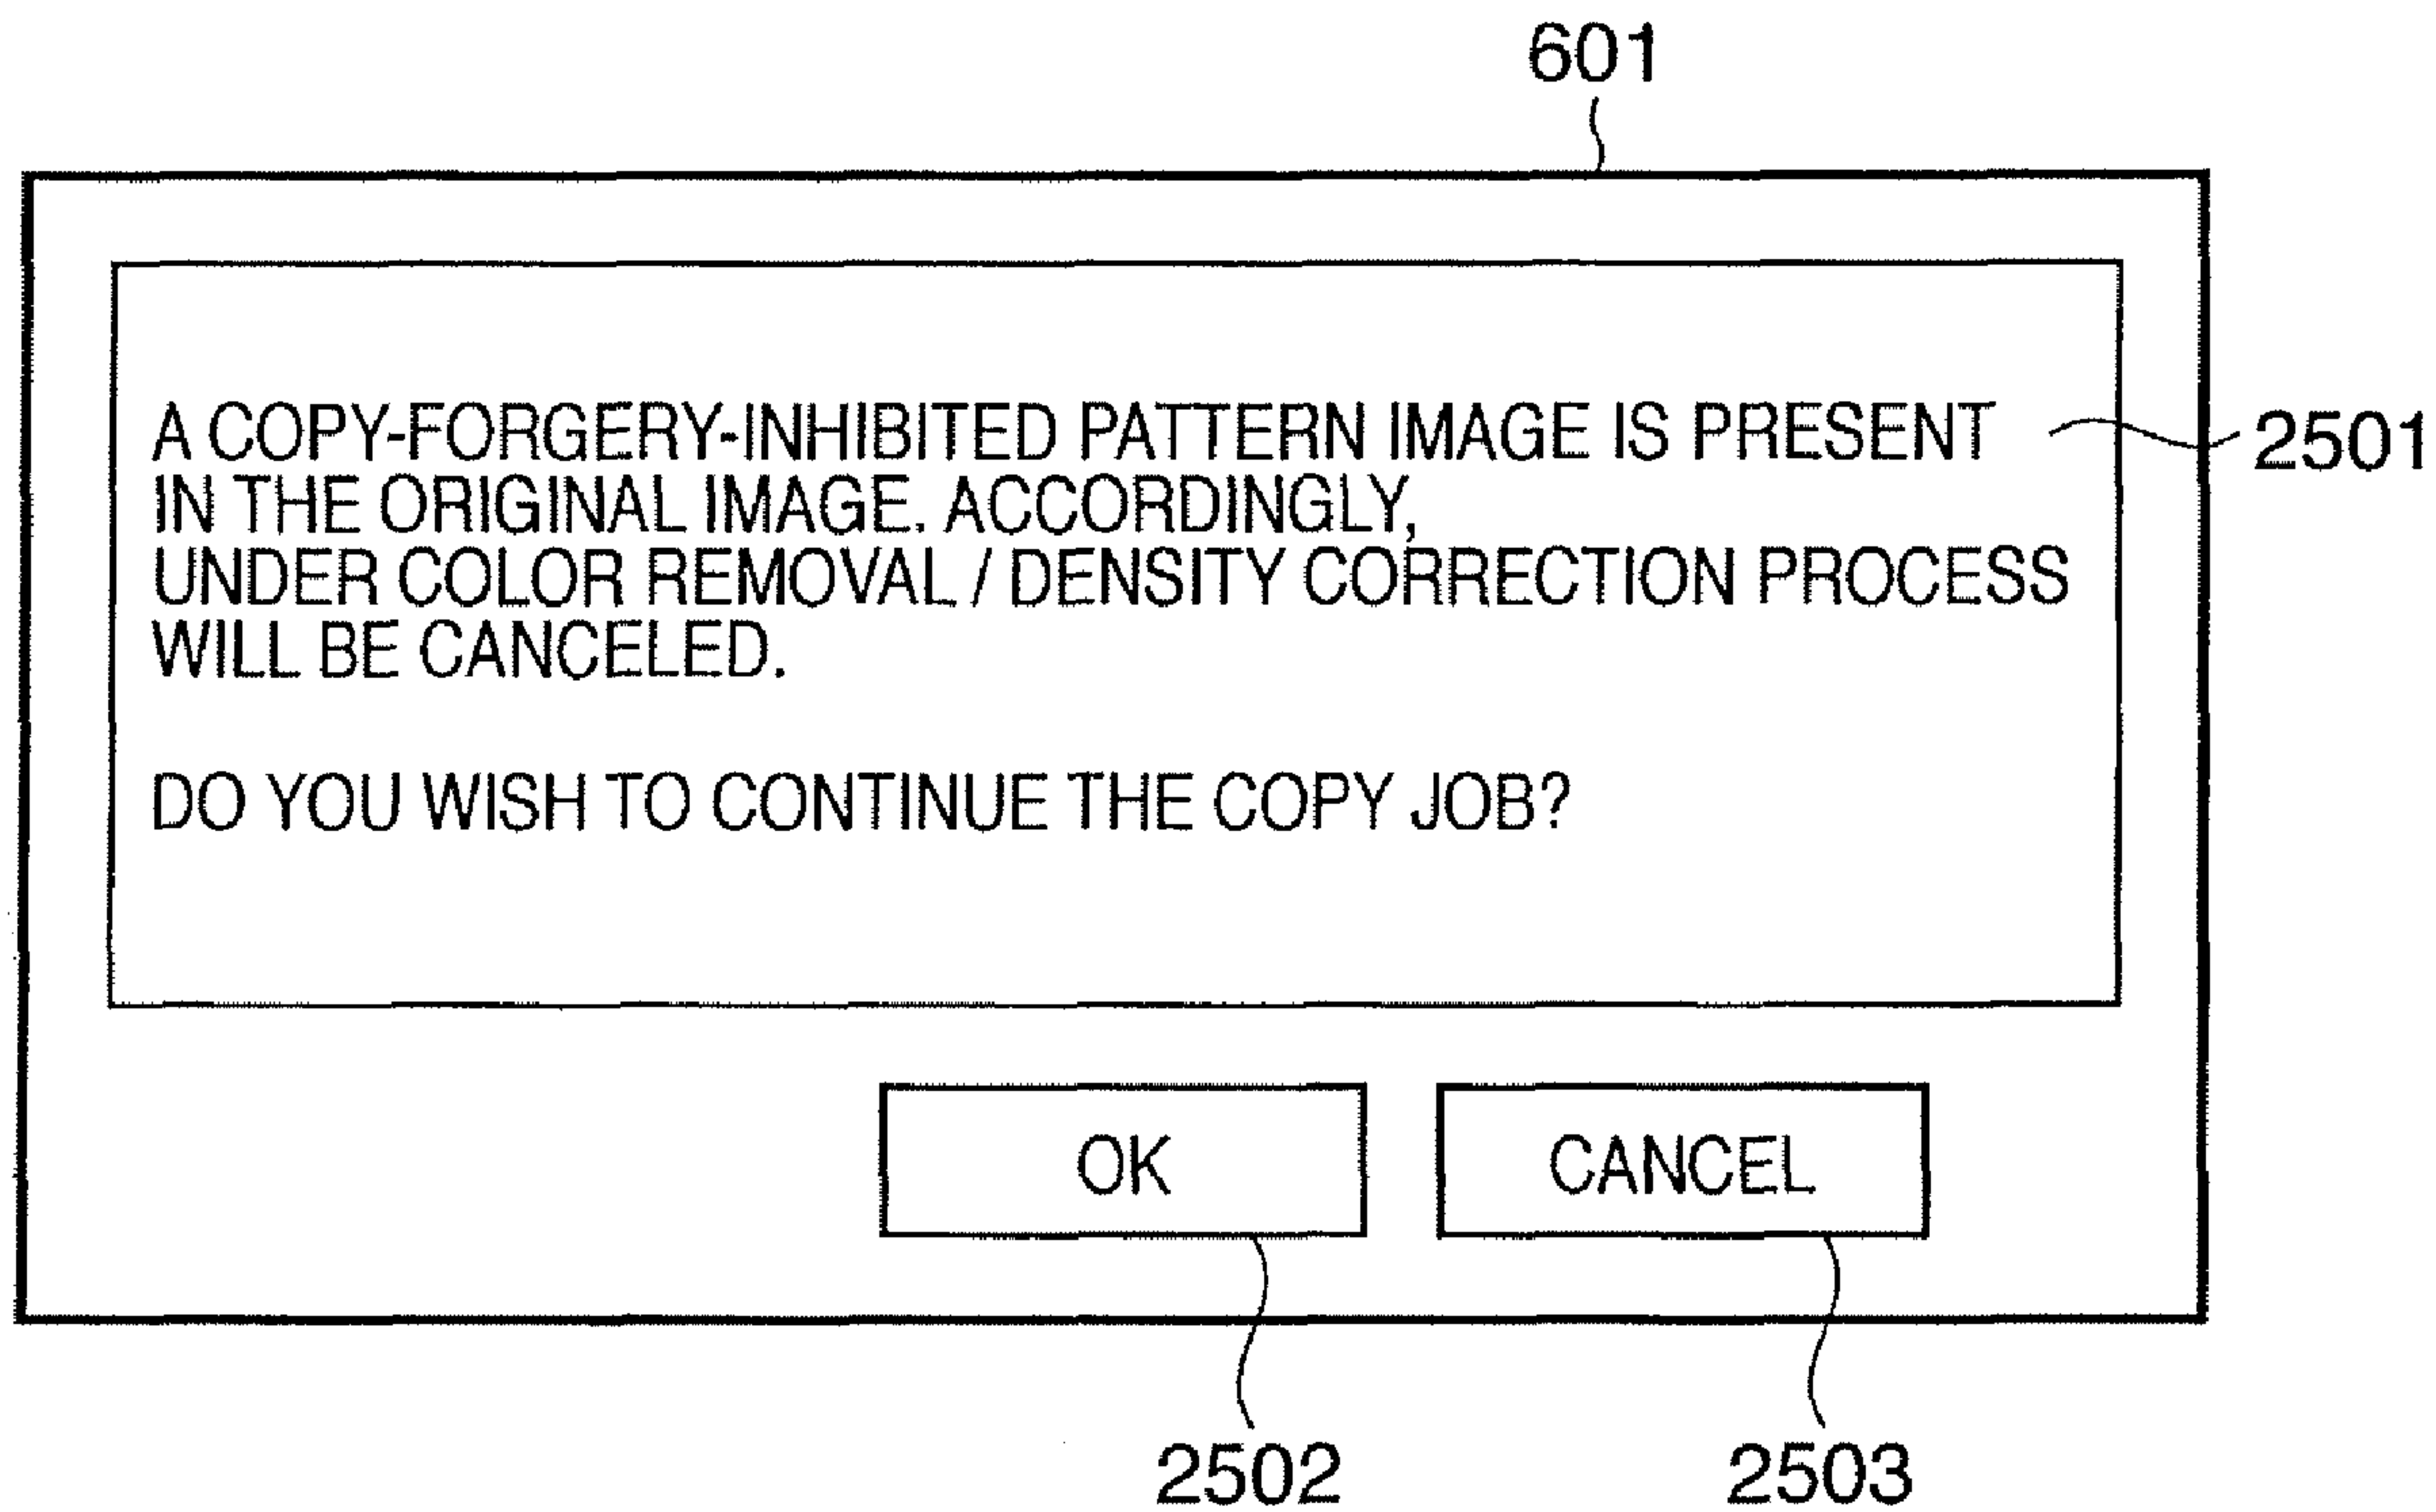 601
A COPY-FORGERY-INHIBITED PATTERN IMAGE IS PRESENT
2501
IN THE ORIGINAL IMAGE. ACCORDINGLY,
UNDER COLOR REMOVAL / DENSITY CORRECTION PROCESS
WILL BE CANCELED.
DO YOU WISH TO CONTINUE THE COPY JOB?
OK
CANCEL
2502
2503